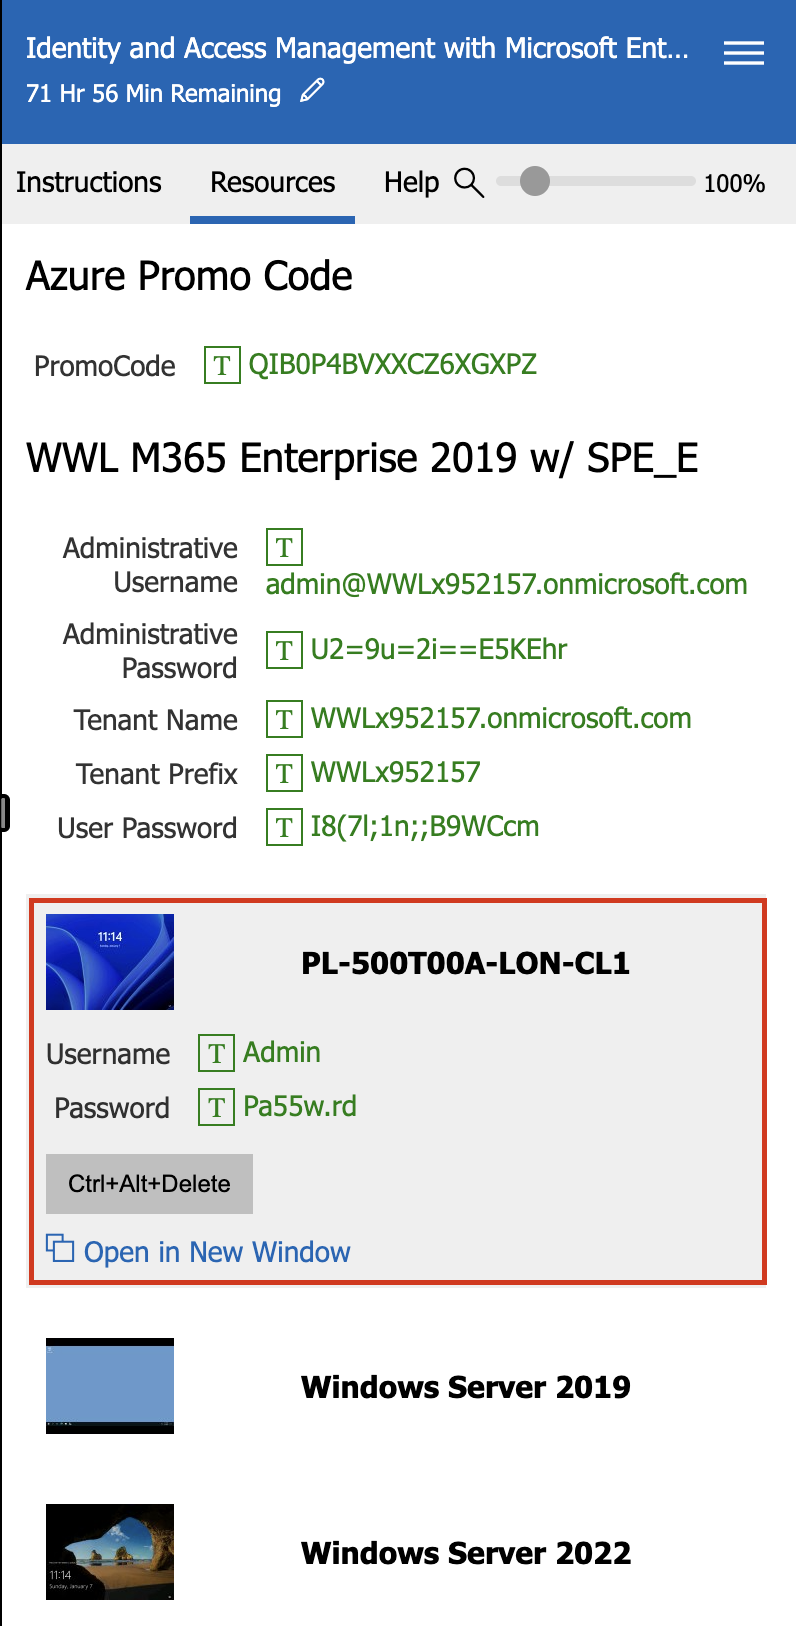 Identity and Access Management with Microsoft Ent...
71 Hr 56 Min Remaining
Instructions Resources Help 100%
Azure Promo Code
PromoCode T QIB0P4BVXXCZ6XGXPZ
WWL M365 Enterprise 2019 w/ SPE_E
Administrative Username T admin@WWLx952157.onmicrosoft.com
Administrative Password T U2=9u=2i==E5KEhr
Tenant Name T WWLx952157.onmicrosoft.com
Tenant Prefix T WWLx952157
User Password T I8(7l;1n;;B9WCcm
11:14
PL-500T00A-LON-CL1
Username T Admin
Password T Pa55w.rd
Ctrl+Alt+Delete
Open in New Window
Windows Server 2019
Windows Server 2022
11:14
Sunday, January 7